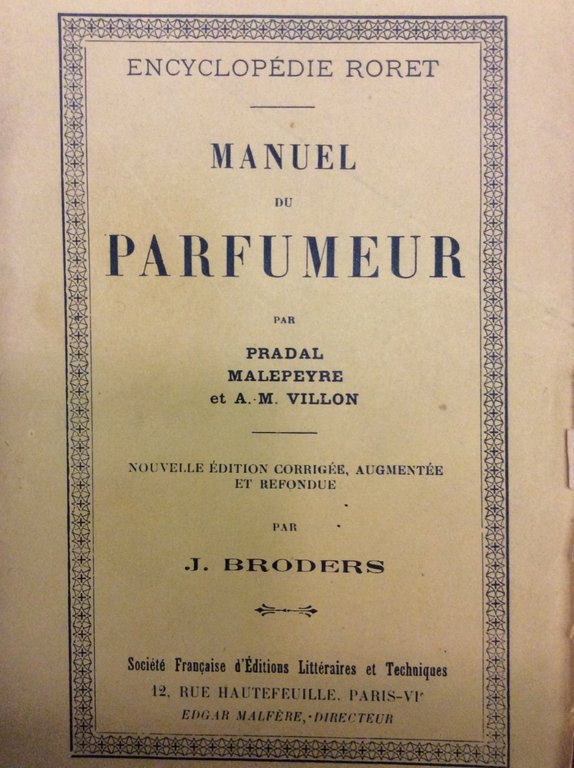 ENCYCLOPÉDIE RORET
MANUEL
DU
PARFUMEUR
PAR
PRADAL
MALEPEYRE
et A.-M. VILLON
NOUVELLE ÉDITION CORRIGÉE, AUGMENTÉE
ET REFONDUE
PAR
J. BRODERS
Société Française d'Éditions Littéraires et Techniques
12, RUE HAUTEFEUILLE. PARIS-VIe
EDGAR MALFÈRE, DIRECTEUR